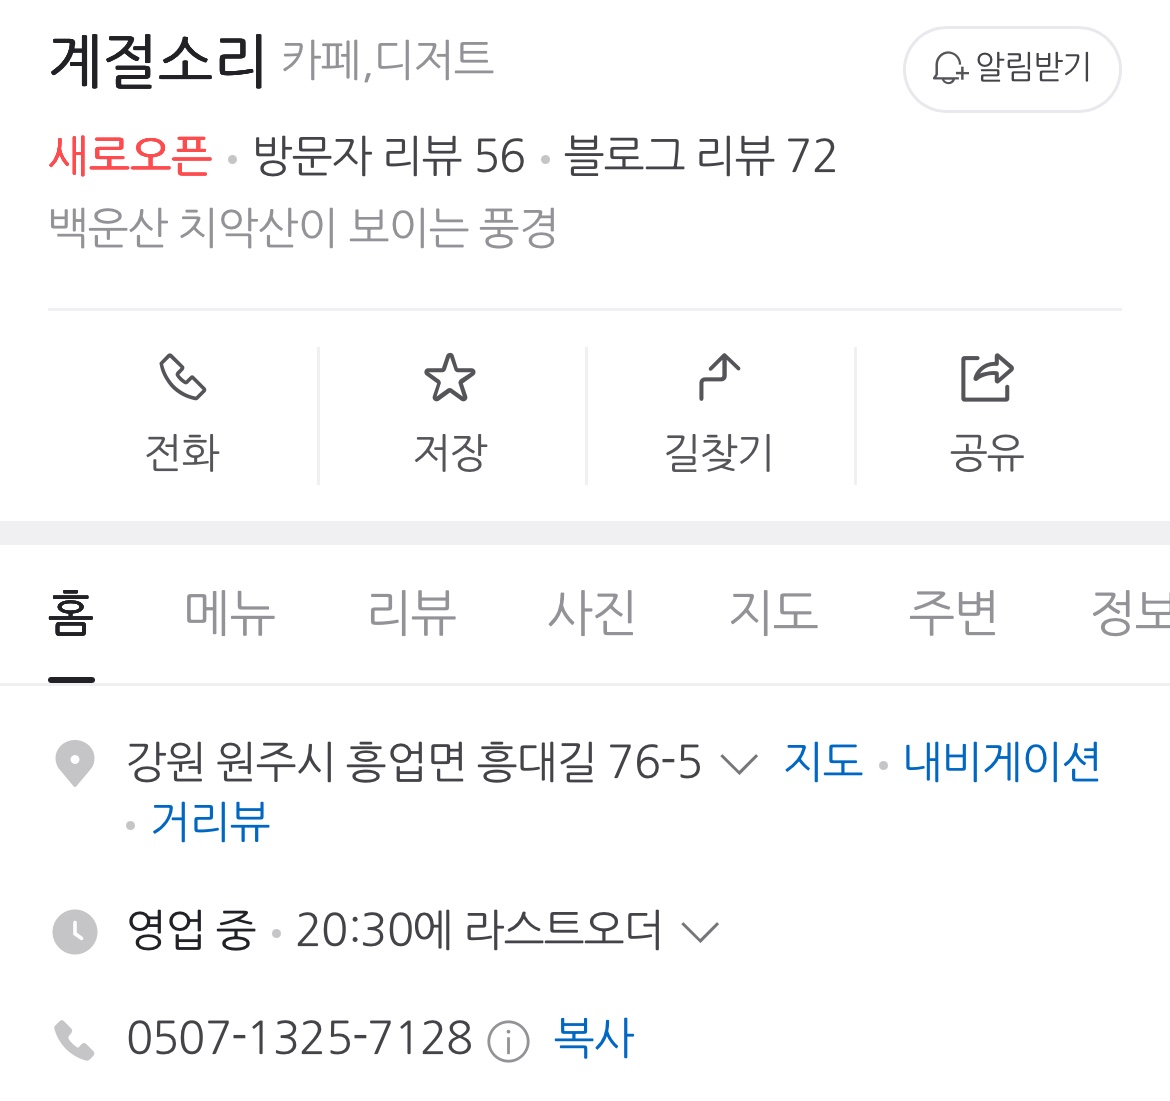 계절소리 카페,디저트 알림받기
새로오픈 • 방문자 리뷰 56 • 블로그 리뷰 72
백운산 치악산이 보이는 풍경
전화 저장 길찾기 공유
홈 메뉴 리뷰 사진 지도 주변 정보
강원 원주시 흥업면 흥대길 76-5 지도 • 내비게이션
• 거리뷰
영업 중 • 20:30에 라스트오더
0507-1325-7128 복사